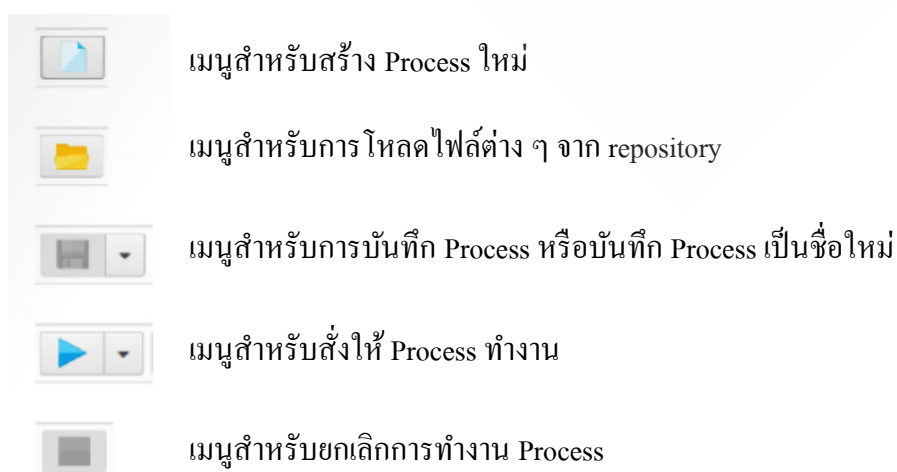 เมนูสำหรับสร้าง Process ใหม่
เมนูสำหรับการโหลดไฟล์ต่าง ๆ จาก repository
เมนูสำหรับการบันทึก Process หรือบันทึก Process เป็นชื่อใหม่
เมนูสำหรับสั่งให้ Process ทำงาน
เมนูสำหรับยกเลิกการทำงาน Process